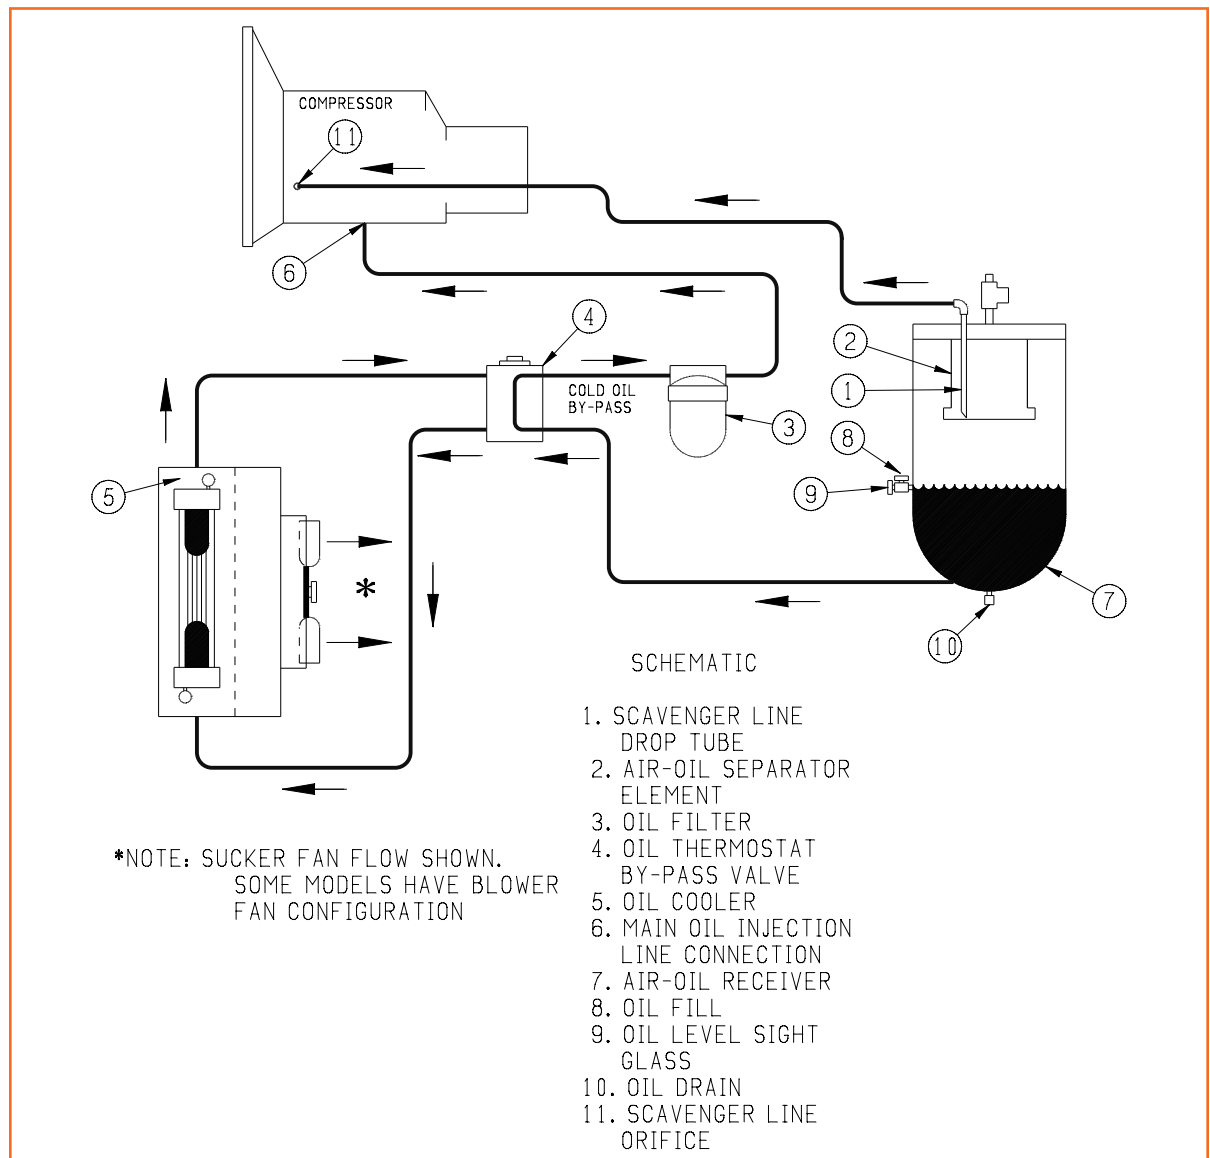 COMPRESSOR
11
6
4
2
1
COLD OIL
BY-PASS
3
8
9
5
*
7
10
SCHEMATIC
1. SCAVENGER LINE
DROP TUBE
2. AIR-OIL SEPARATOR
ELEMENT
3. OIL FILTER
4. OIL THERMOSTAT
BY-PASS VALVE
5. OIL COOLER
6. MAIN OIL INJECTION
LINE CONNECTION
7. AIR-OIL RECEIVER
8. OIL FILL
9. OIL LEVEL SIGHT
GLASS
10. OIL DRAIN
11. SCAVENGER LINE
ORIFICE
*NOTE: SUCKER FAN FLOW SHOWN.
SOME MODELS HAVE BLOWER
FAN CONFIGURATION